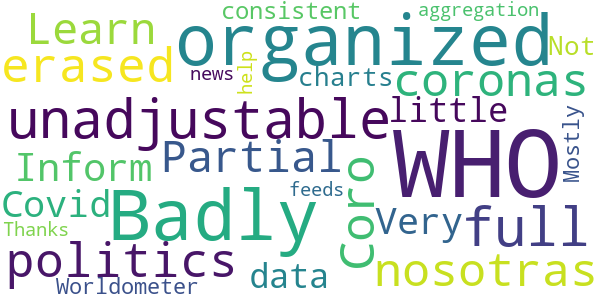 consistent
aggregation
Learn
organized
Not
erased
news
help
charts
coronas
unadjustable
little
WHO
Mostly
Inform
Partial
Coro
feeds
Covid
Badly
Very
full
Thanks
politics
data
nosotras
Worldometer